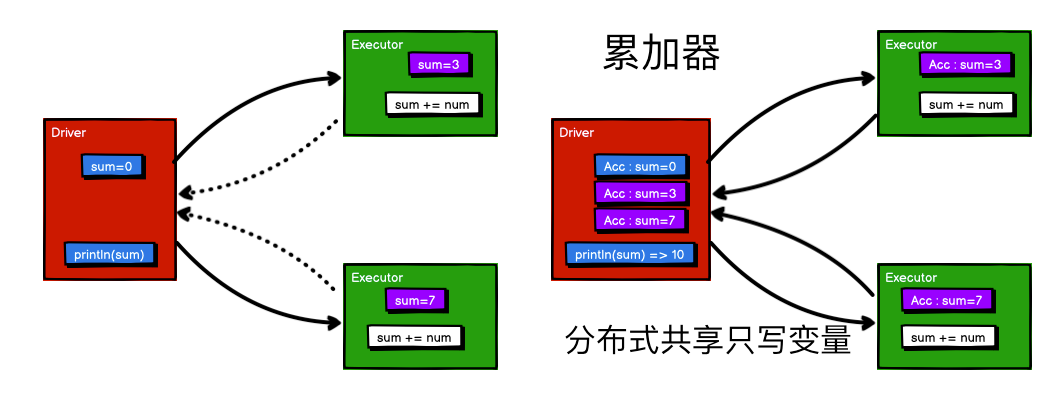 Executor
sum=3
sum += num
Driver
sum=0
println(sum)
Executor
sum=7
sum += num
累加器
Executor
Acc : sum=3
sum += num
Driver
Acc : sum=0
Acc : sum=3
Acc : sum=7
println(sum) => 10
Executor
Acc : sum=7
sum += num
分布式共享只写变量